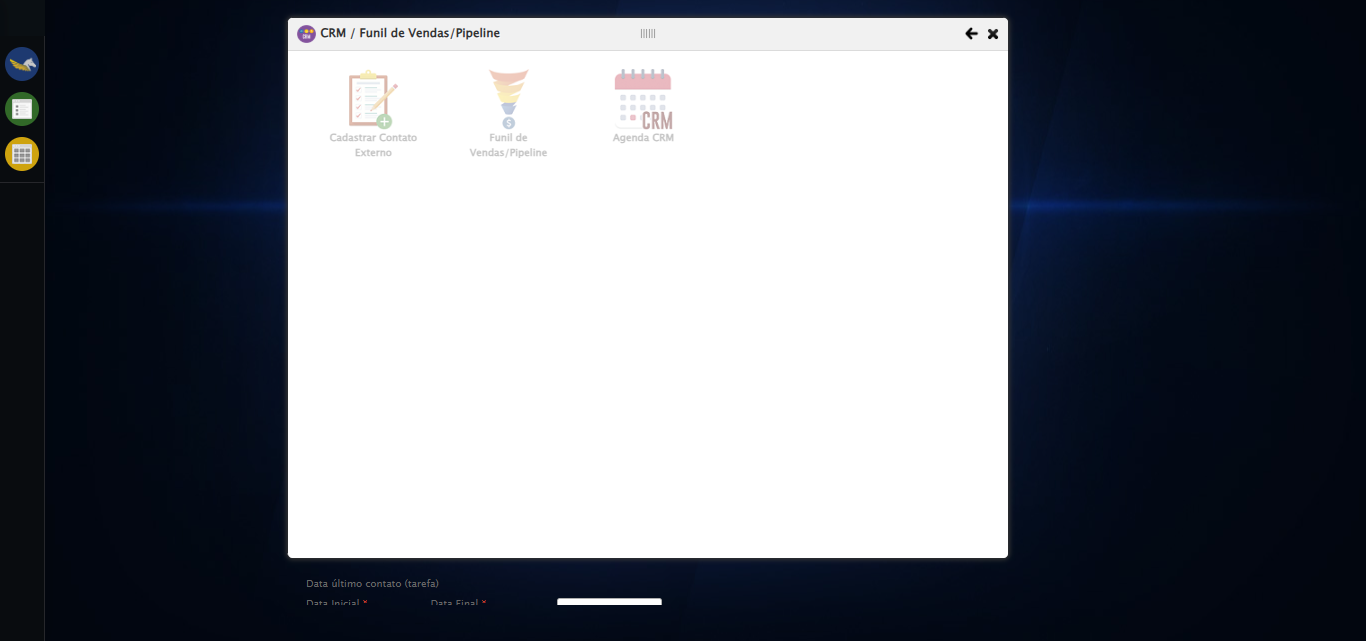 CRM / Funil de Vendas/Pipeline
Cadastrar Contato
Externo
Funil de
Vendas/Pipeline
CRM
Agenda CRM
Data último contato (tarefa)
Data Inicial *
Data Final *